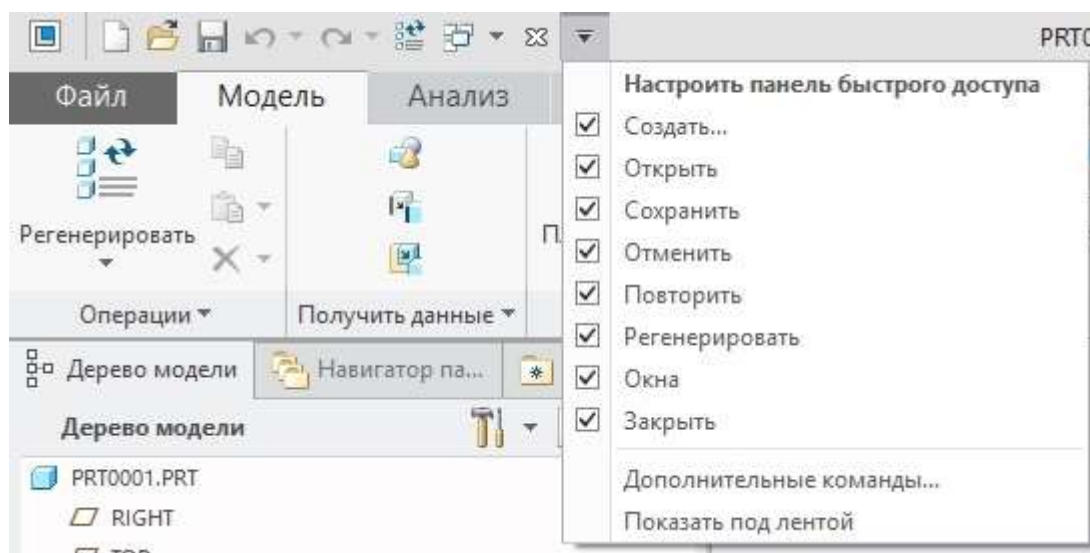 PRT0
Файл Модель Анализ
Настроить панель быстрого доступа
Создать...
Открыть
Сохранить
Отменить
Повторить
Регенерировать
Окна
Закрыть
Дополнительные команды...
Показать под лентой
Регенерировать
Операции
Получить данные
Дерево модели Навигатор па...
Дерево модели
PRT0001.PRT
RIGHT